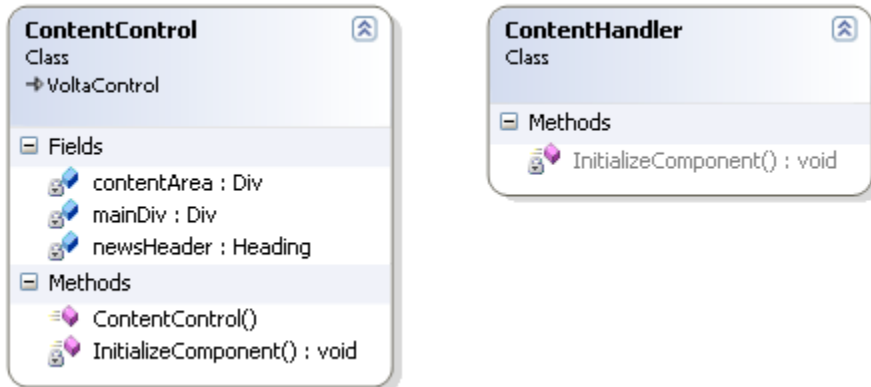 ContentControl
Class
VoltaControl
Fields
contentArea : Div
mainDiv : Div
newsHeader : Heading
Methods
ContentControl()
InitializeComponent() : void
ContentHandler
Class
Methods
InitializeComponent() : void